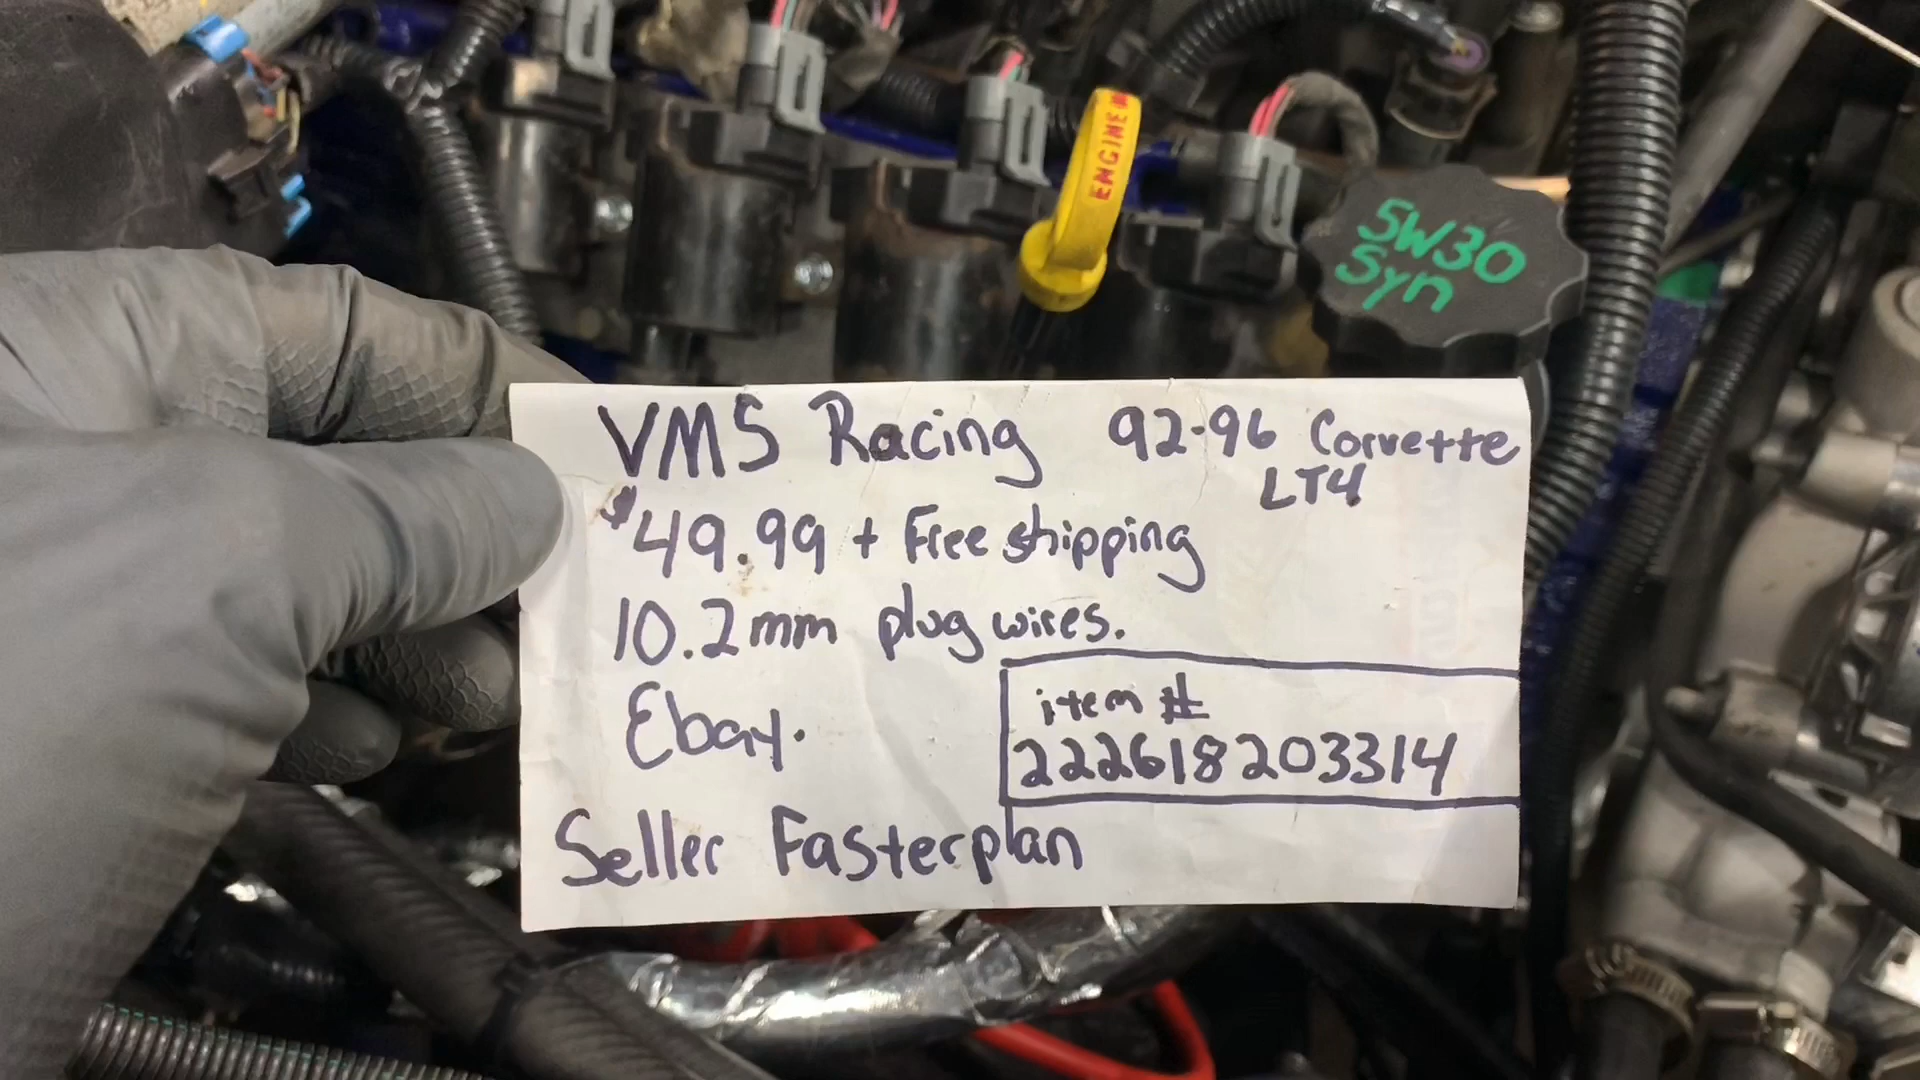 ENGINE
5W30
Syn
VMS Racing 92-96 Corvette
LT4
$49.99 + Free shipping
10.2mm plug wires.
Ebay.
item #
222618203314
Seller Fasterplan